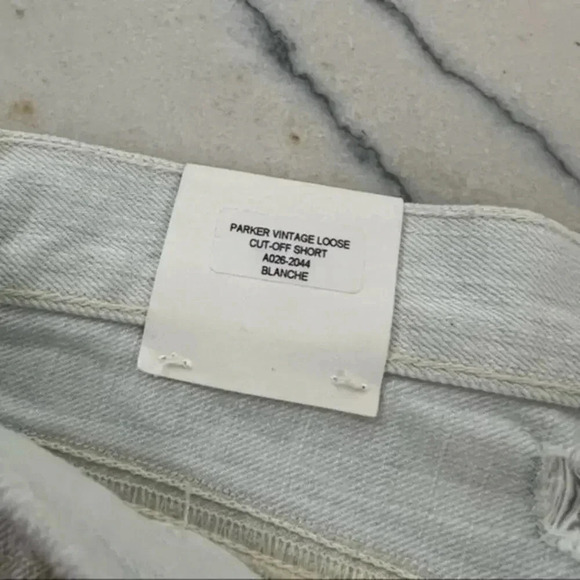 PARKER VINTAGE LOOSE
CUT-OFF SHORT
A026-2044
BLANCHE